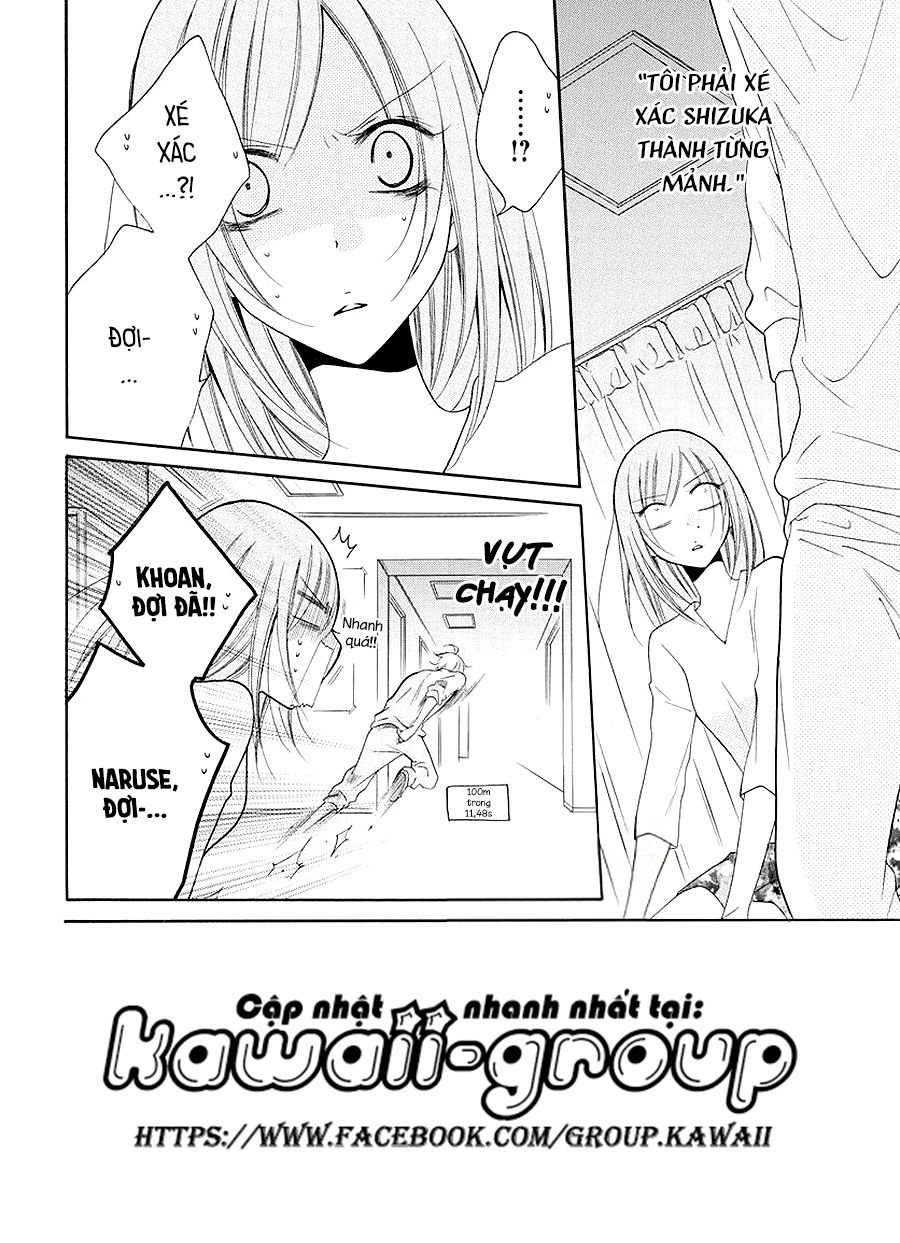 "TÔI PHẢI XÉ
XÁC SHIZUKA
THÀNH TỪNG
MẢNH."
......
!?
XÉ
XÁC
...?!
ĐỢI-
...
VỤT
CHẠY!!!
Nhanh
quá!!
KHOAN,
ĐỢI ĐÃ!!
100m
trong
11,48s
NARUSE,
ĐỢI-...
Cập nhật nhanh nhất tại:
kawaii-group
HTTPS://WWW.FACEBOOK.COM/GROUP.KAWAII